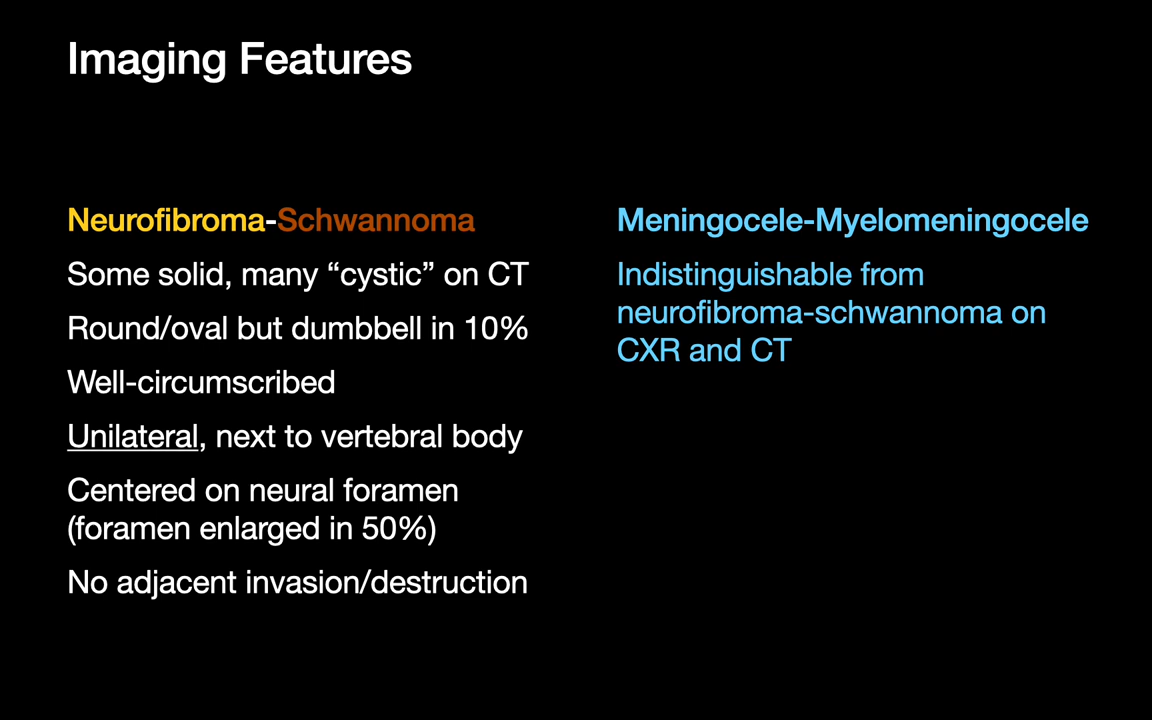 Imaging Features
Neurofibroma-Schwannoma
Some solid, many “cystic” on CT
Round/oval but dumbbell in 10%
Well-circumscribed
Unilateral, next to vertebral body
Centered on neural foramen
(foramen enlarged in 50%)
No adjacent invasion/destruction
Meningocele-Myelomeningocele
Indistinguishable from
neurofibroma-schwannoma on
CXR and CT